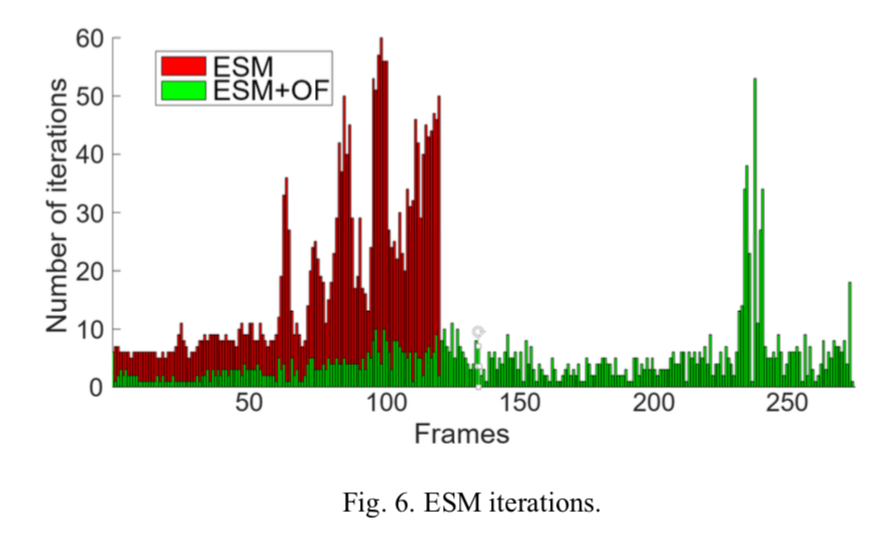 60
50
40
30
20
10
0
Number of iterations
ESM
ESM+OF
50 100 150 200 250
Frames
Fig. 6. ESM iterations.